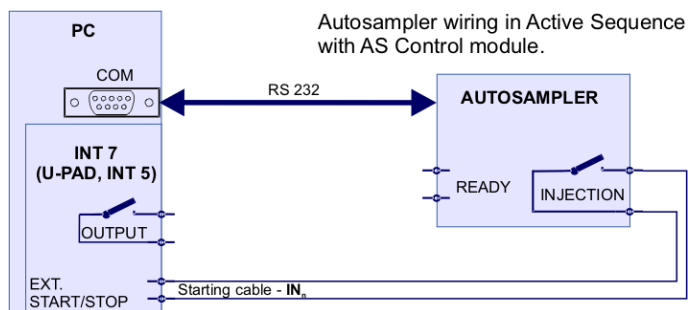 Autosampler wiring in Active Sequence
with AS Control module.
PC
COM
RS 232
AUTOSAMPLER
INT 7
(U-PAD, INT 5)
READY
INJECTION
OUTPUT
EXT.
START/STOP
Starting cable - INn